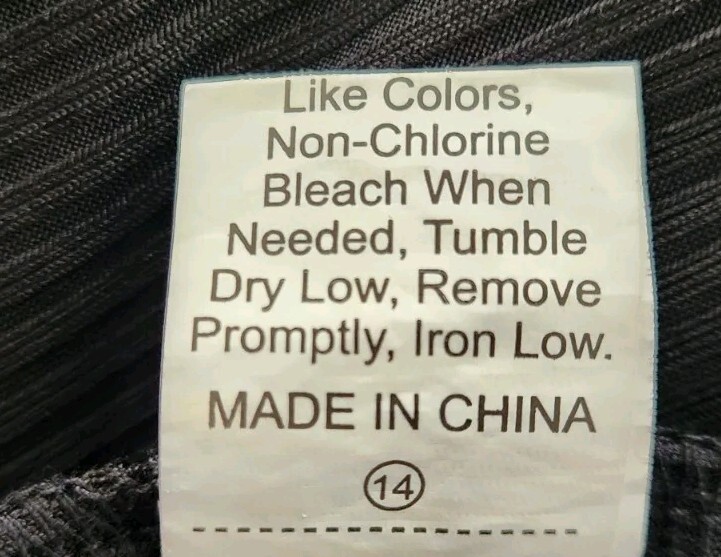 Like Colors,
Non-Chlorine
Bleach When
Needed, Tumble
Dry Low, Remove
Promptly, Iron Low.
MADE IN CHINA
14